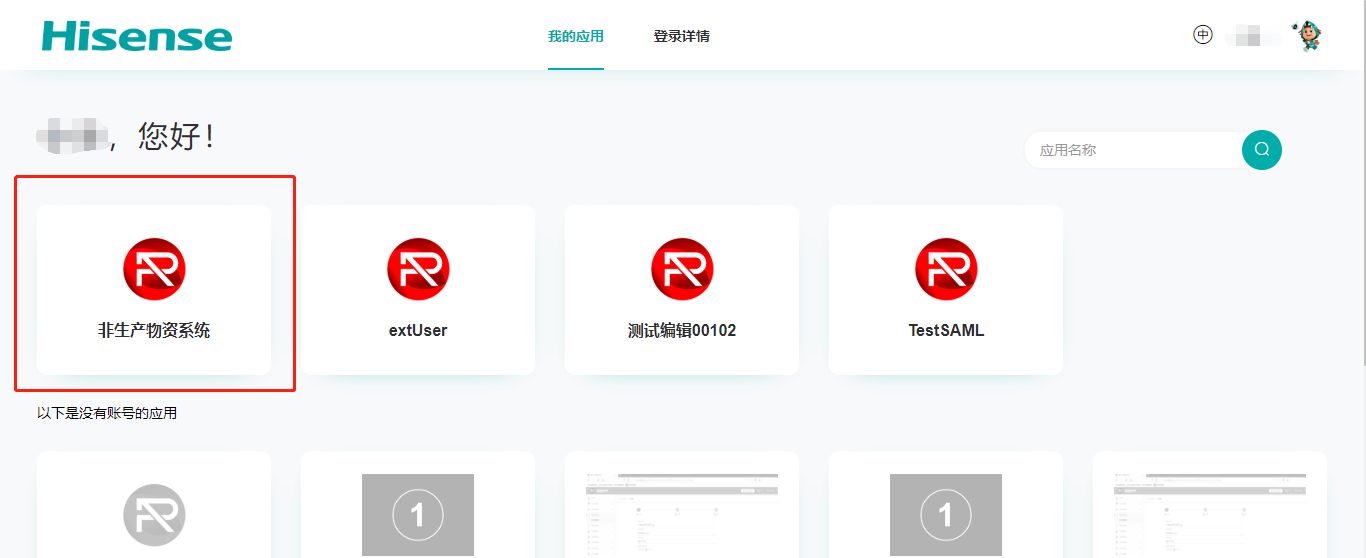 Hisense
我的应用
登录详情
中
，您好！
应用名称
非生产物资系统
extUser
测试编辑00102
TestSAML
以下是没有账号的应用
1
1